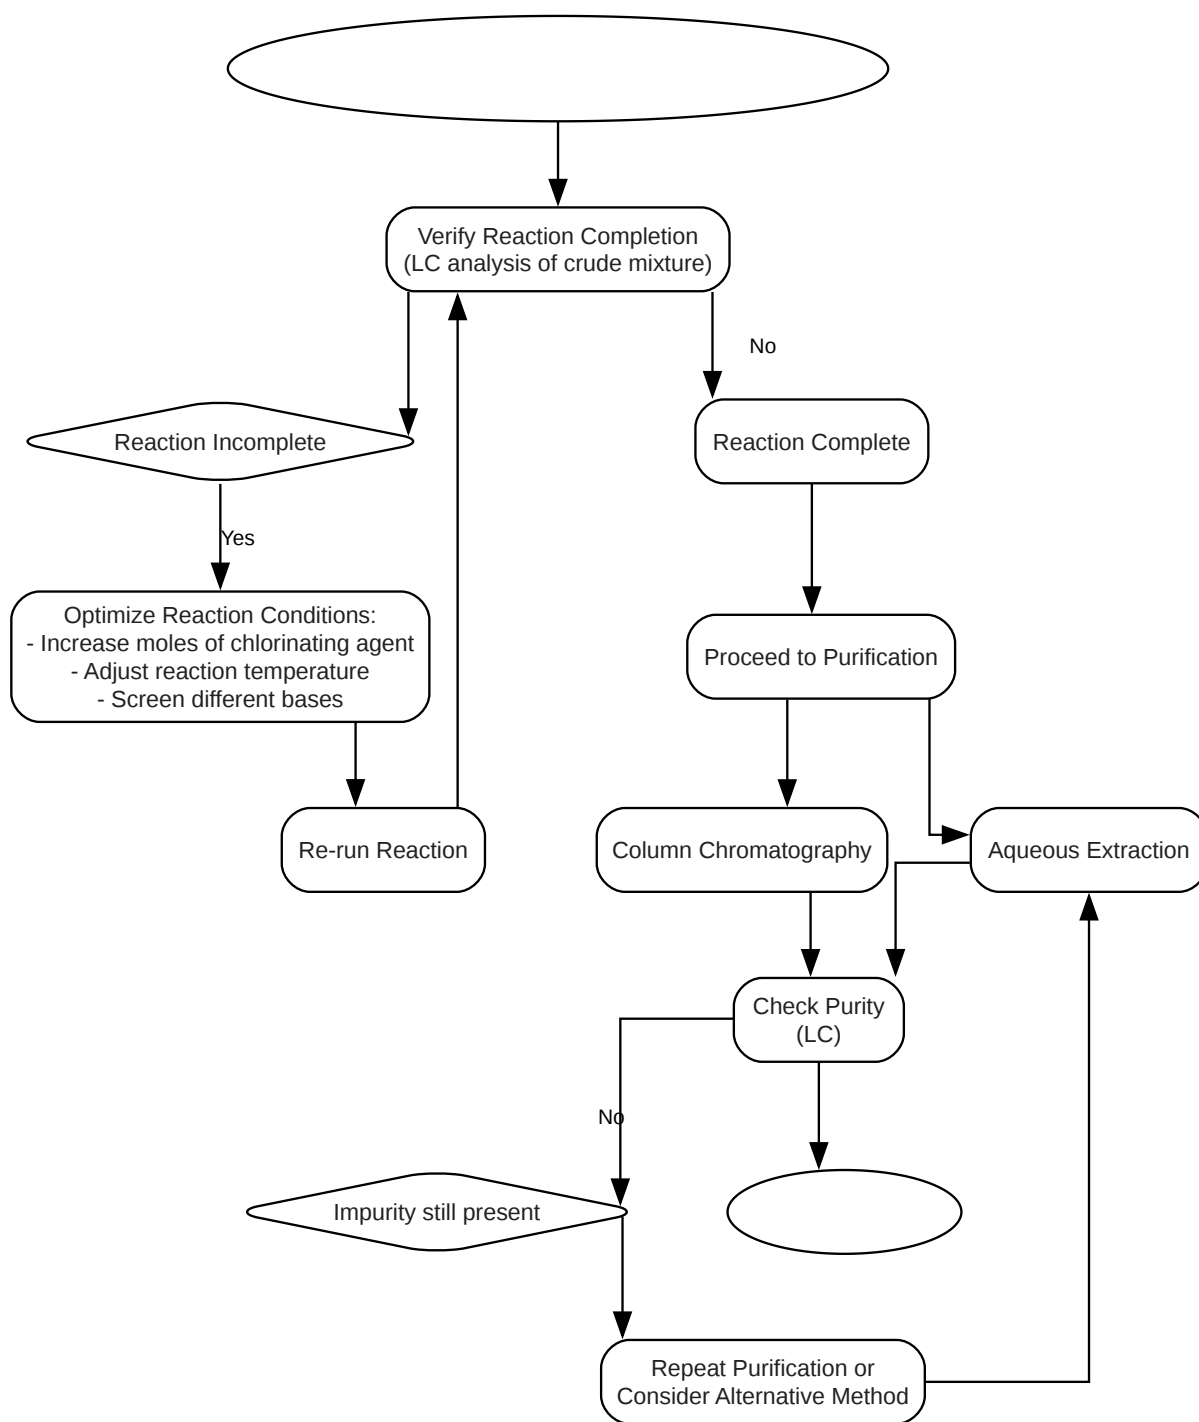 Verify Reaction Completion
(LC analysis of crude mixture)
No
Reaction Incomplete
Reaction Complete
Yes
Optimize Reaction Conditions:
- Increase moles of chlorinating agent
- Adjust reaction temperature
- Screen different bases
Proceed to Purification
Re-run Reaction
Column Chromatography
Aqueous Extraction
Check Purity
(LC)
No
Impurity still present
Repeat Purification or
Consider Alternative Method